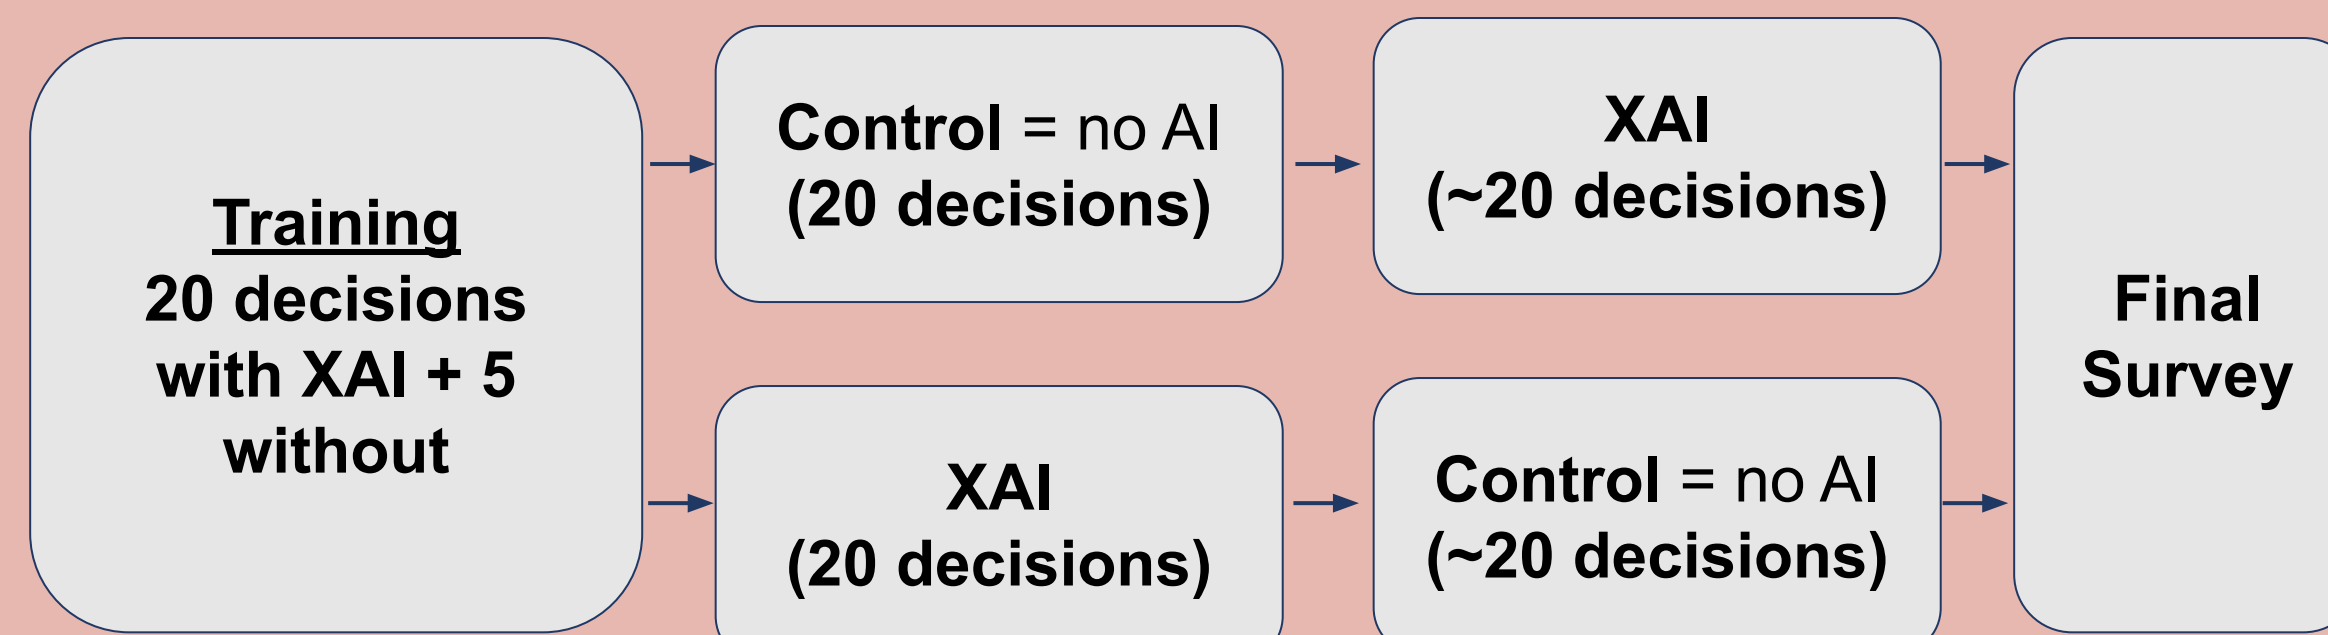 Training
20 decisions
with XAI + 5
without
Control = no AI
(20 decisions)
XAI
(~20 decisions)
XAI
(20 decisions)
Control = no AI
(~20 decisions)
Final
Survey